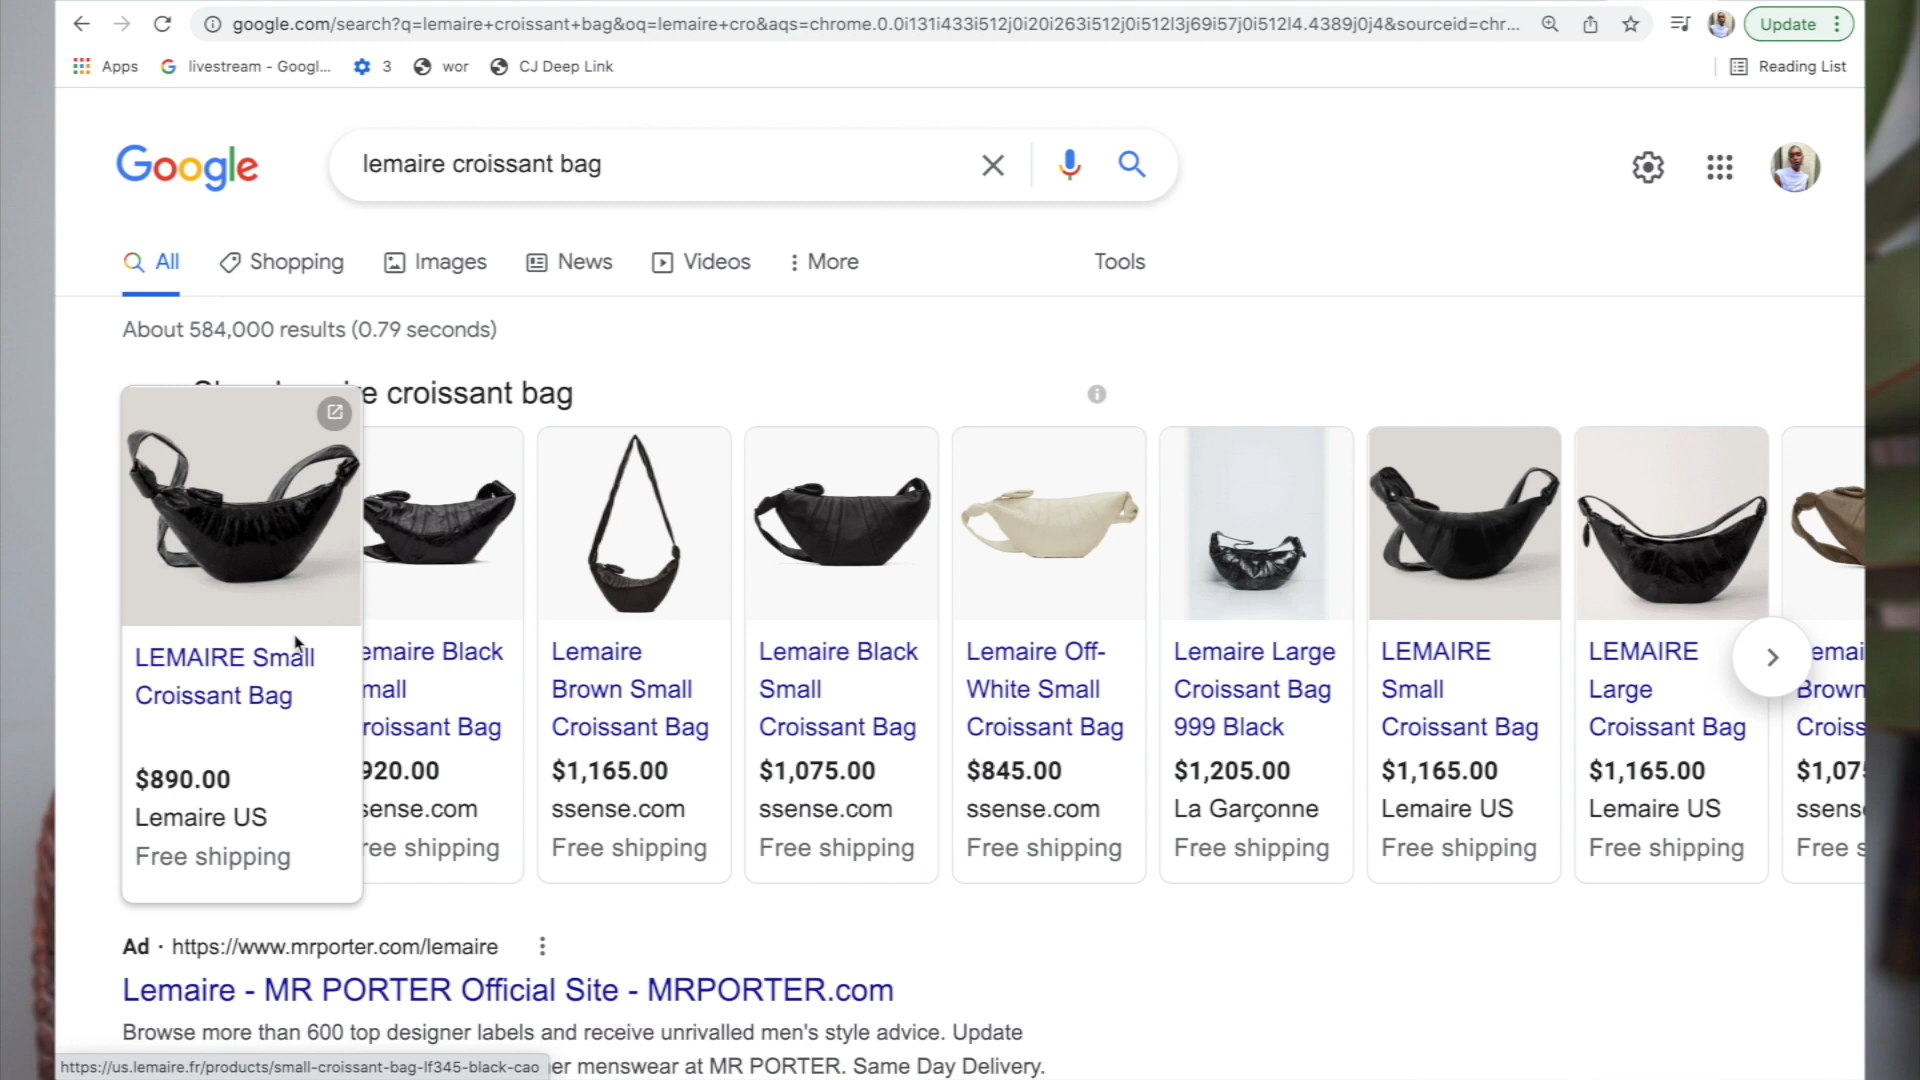 google.com/search?q=lemaire+croissant+bag&oq=lemaire+cro&aqs=chrome.0.0i131i433i512j0i20i263i512j0i512l3j69i57j0i512l4.4389j0j4&sourceid=chr...
Update
Apps
livestream - Googl...
3
wor
CJ Deep Link
Reading List
Google
lemaire croissant bag
All
Shopping
Images
News
Videos
More
Tools
About 584,000 results (0.79 seconds)
croissant bag
LEMAIRE Small
Croissant Bag
$890.00
Lemaire US
Free shipping
emaire Black
mall
roissant Bag
920.00
sense.com
ree shipping
Lemaire
Brown Small
Croissant Bag
$1,165.00
ssense.com
Free shipping
Lemaire Black
Small
Croissant Bag
$1,075.00
ssense.com
Free shipping
Lemaire Off-
White Small
Croissant Bag
$845.00
ssense.com
Free shipping
Lemaire Large
Croissant Bag
999 Black
$1,205.00
La Garçonne
Free shipping
LEMAIRE
Small
Croissant Bag
$1,165.00
Lemaire US
Free shipping
LEMAIRE
Large
Croissant Bag
$1,165.00
Lemaire US
Free shipping
emai
Brown
Croiss
$1,07
ssens
Free s
Ad · https://www.mrporter.com/lemaire
Lemaire - MR PORTER Official Site - MRPORTER.com
Browse more than 600 top designer labels and receive unrivalled men's style advice. Update
er menswear at MR PORTER. Same Day Delivery.
https://us.lemaire.fr/products/small-croissant-bag-lf345-black-cao